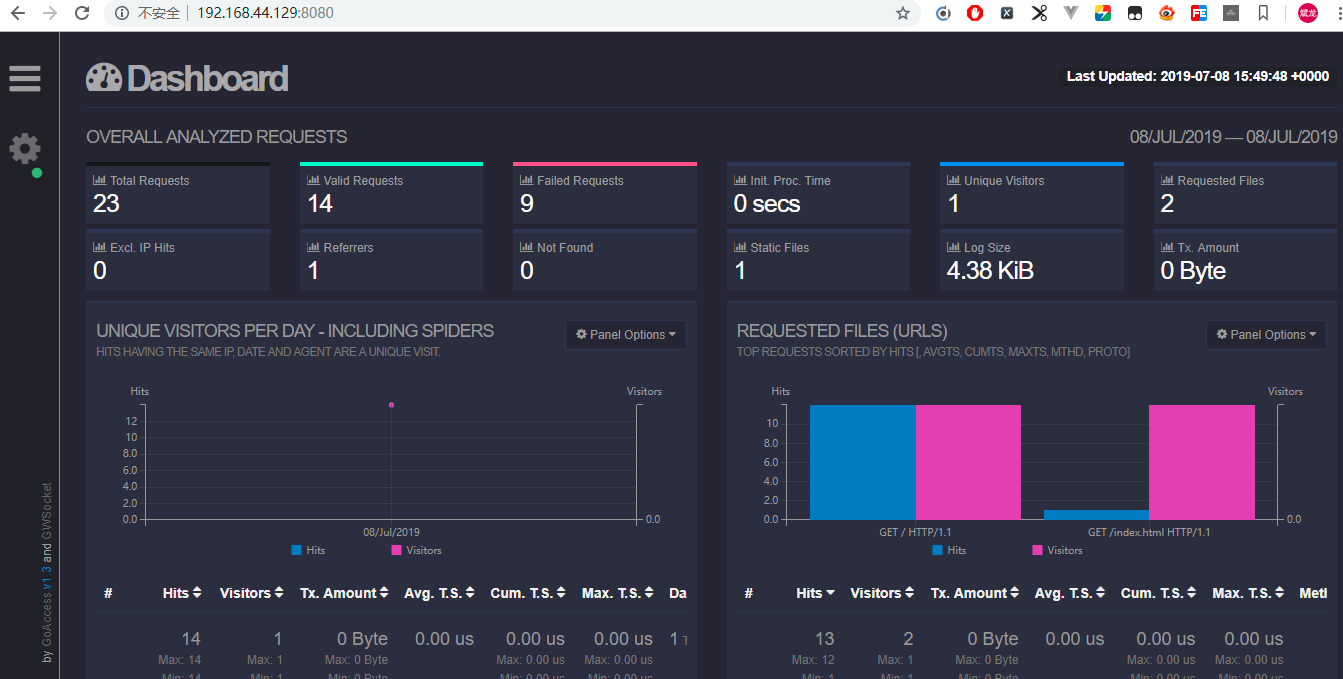 不安全 192.168.44.129:8080
斌龙
Dashboard
Last Updated: 2019-07-08 15:49:48 +0000
OVERALL ANALYZED REQUESTS 08/JUL/2019 — 08/JUL/2019
Total Requests Valid Requests Failed Requests Init. Proc. Time Unique Visitors Requested Files
23 14 9 0 secs 1 2
Excl. IP Hits Referrers Not Found Static Files Log Size Tx. Amount
0 1 0 1 4.38 KiB 0 Byte
UNIQUE VISITORS PER DAY - INCLUDING SPIDERS Panel Options
HITS HAVING THE SAME IP, DATE AND AGENT ARE A UNIQUE VISIT.
Hits Visitors
12
10
8.0
6.0
4.0
2.0
0.0 0.0
08/Jul/2019
Hits Visitors
# Hits Visitors Tx. Amount Avg. T.S. Cum. T.S. Max. T.S. Da
14 1 0 Byte 0.00 us 0.00 us 0.00 us 1 T
Max: 14 Max: 1 Max: 0 Byte Max: 0.00 us Max: 0.00 us
Min: 14 Min: 1 Min: 0 Byte Min: 0.00 us Min: 0.00 us
REQUESTED FILES (URLS) Panel Options
TOP REQUESTS SORTED BY HITS [, AVGTS, CUMTS, MAXTS, MTHD, PROTO]
Hits Visitors
10
8.0
6.0
4.0
2.0
0.0 0.0
GET / HTTP/1.1 GET /index.html HTTP/1.1
Hits Visitors
# Hits Visitors Tx. Amount Avg. T.S. Cum. T.S. Max. T.S. Metl
13 2 0 Byte 0.00 us 0.00 us 0.00 us
Max: 12 Max: 1 Max: 0 Byte Max: 0.00 us Max: 0.00 us
Min: 1 Min: 1 Min: 0 Byte Min: 0.00 us Min: 0.00 us
by GoAccess v1.3 and GWSocket